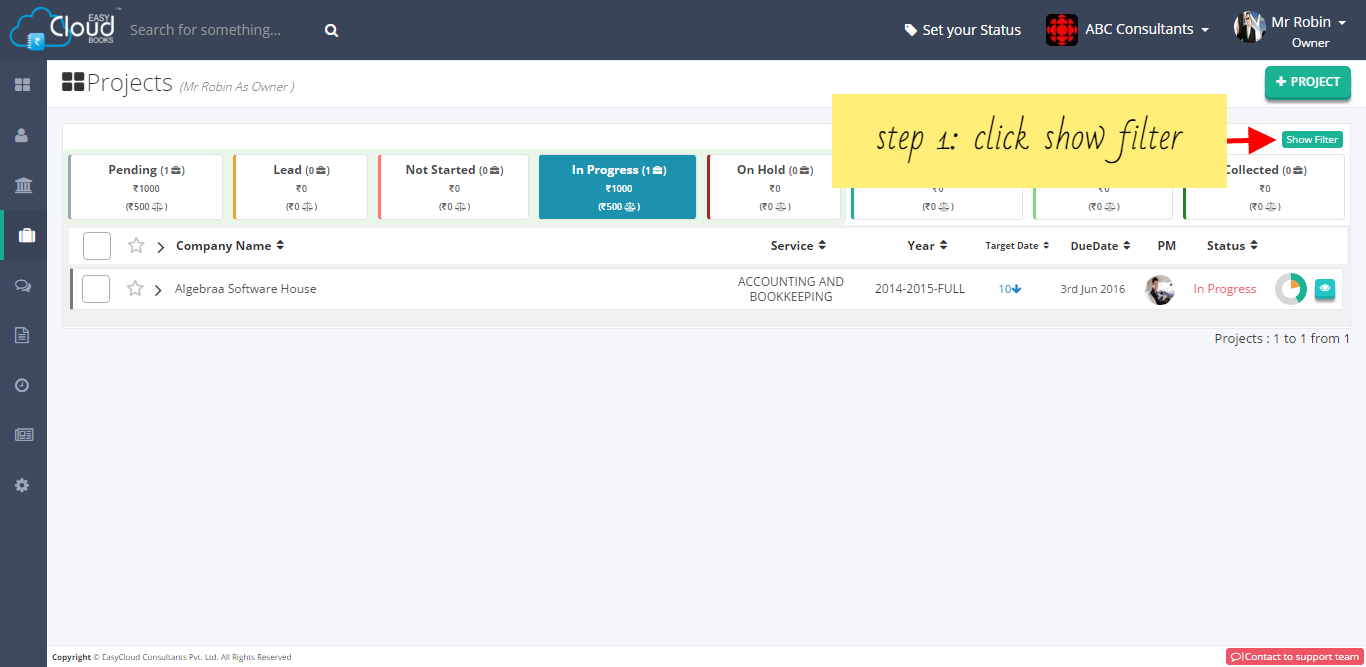 EASY
Cloud
BOOKS
™
Search for something...
Set your Status
ABC Consultants
Mr Robin
Owner
Projects (Mr Robin As Owner )
+ PROJECT
step 1: click show filter
Show Filter
Pending (1)
₹1000
(₹500)
Lead (0)
₹0
(₹0)
Not Started (0)
₹0
(₹0)
In Progress (1)
₹1000
(₹500)
On Hold (0)
₹0
(₹0)
₹0
(₹0)
₹0
(₹0)
Collected (0)
₹0
(₹0)
Company Name Service Year Target Date DueDate PM Status
Algebraa Software House
ACCOUNTING AND
BOOKKEEPING
2014-2015-FULL
10
3rd Jun 2016
In Progress
Projects : 1 to 1 from 1
Copyright © EasyCloud Consultants Pvt. Ltd. All Rights Reserved
Contact to support team